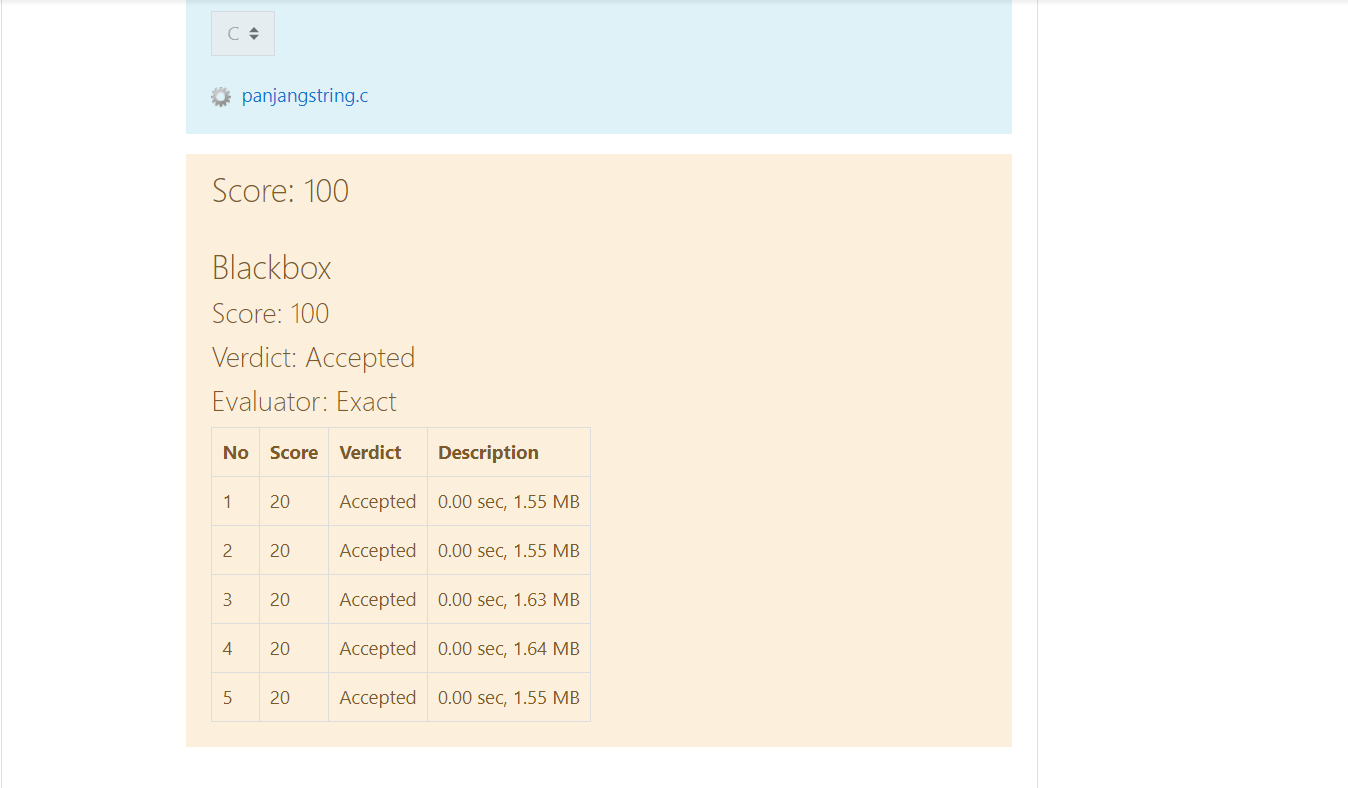 C
panjangstring.c
Score: 100
Blackbox
Score: 100
Verdict: Accepted
Evaluator: Exact
No Score Verdict Description
1 20 Accepted 0.00 sec, 1.55 MB
2 20 Accepted 0.00 sec, 1.55 MB
3 20 Accepted 0.00 sec, 1.63 MB
4 20 Accepted 0.00 sec, 1.64 MB
5 20 Accepted 0.00 sec, 1.55 MB